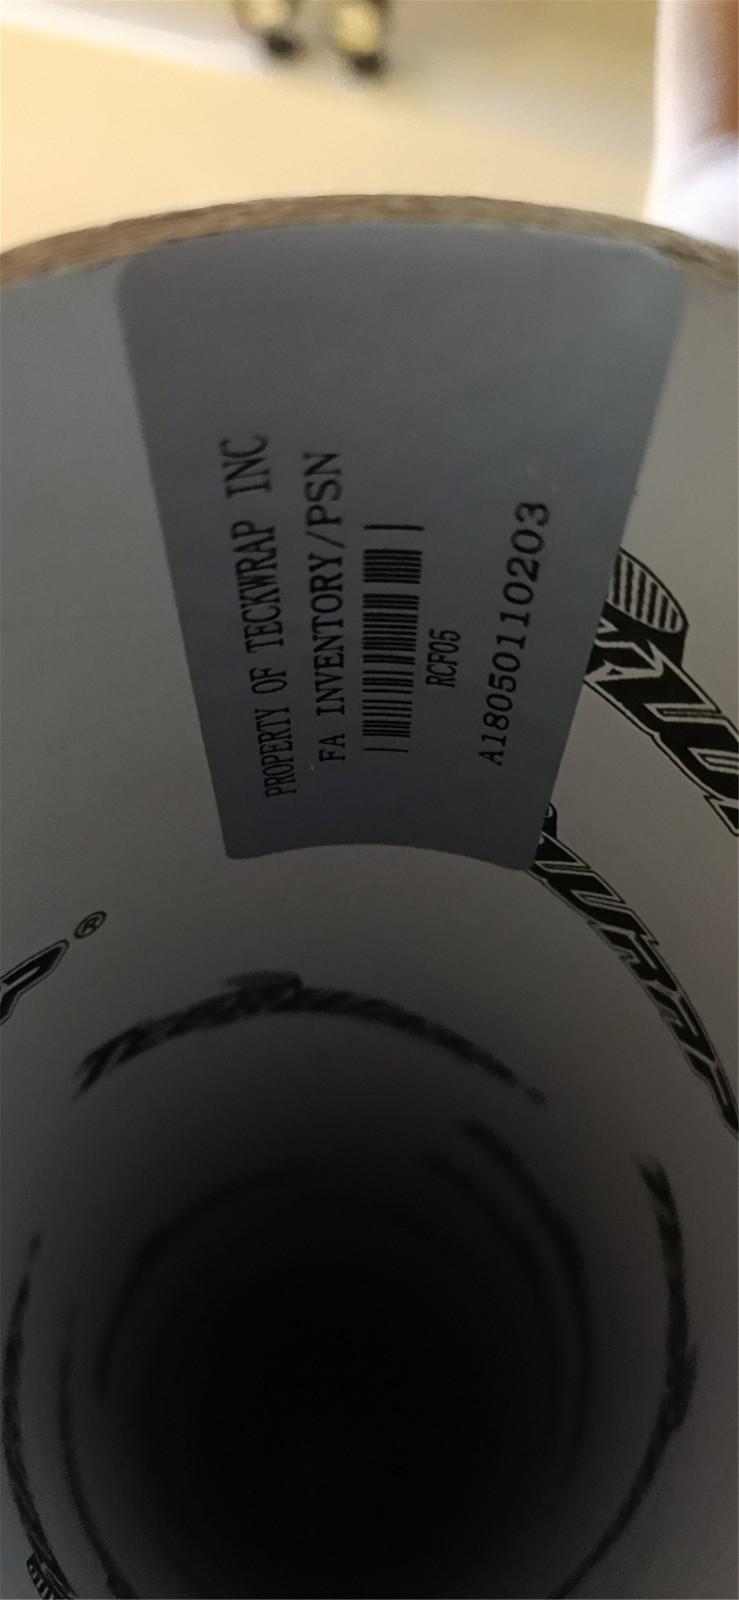 PROPERTY OF TECKWRAP INC
FA INVENTORY/PSN
RCF05
A18050110203
®